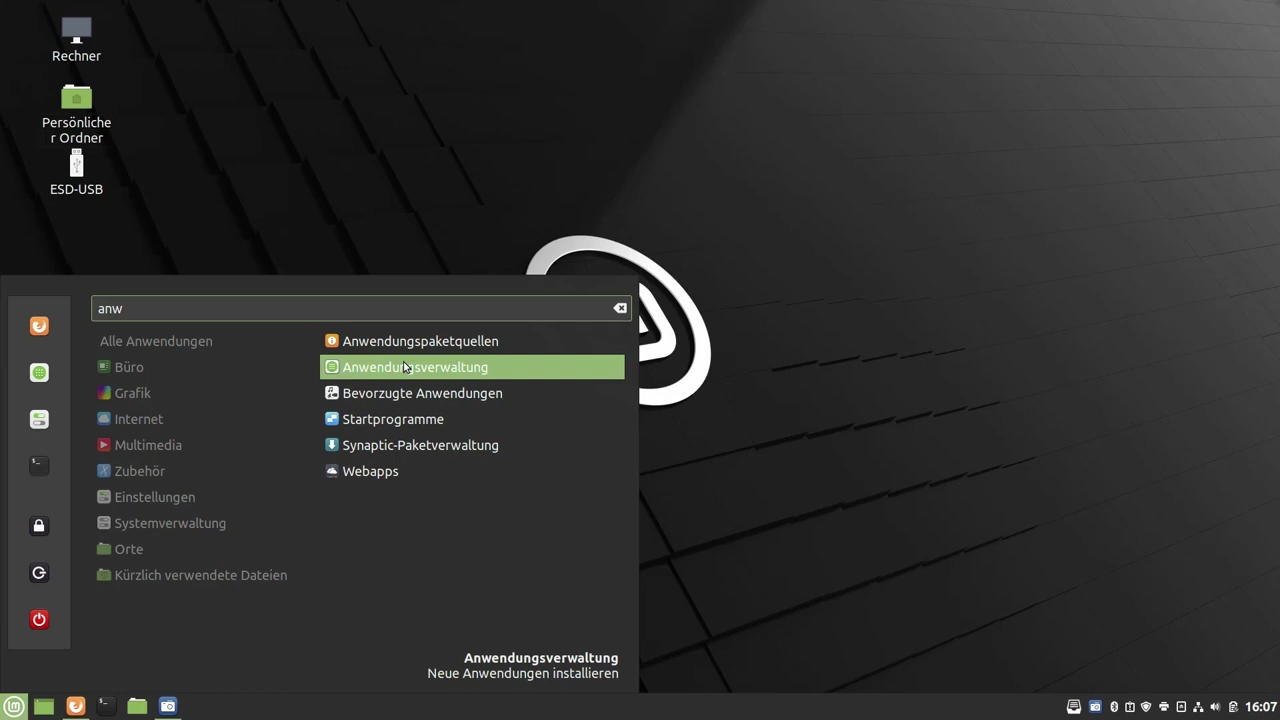 Rechner
Persönliche
r Ordner
ESD-USB
anw
Alle Anwendungen
Büro
Grafik
Internet
Multimedia
Zubehör
Einstellungen
Systemverwaltung
Orte
Kürzlich verwendete Dateien
Anwendungspaketquellen
Anwendungsverwaltung
Bevorzugte Anwendungen
Startprogramme
Synaptic-Paketverwaltung
Webapps
Anwendungsverwaltung
Neue Anwendungen installieren
16:07